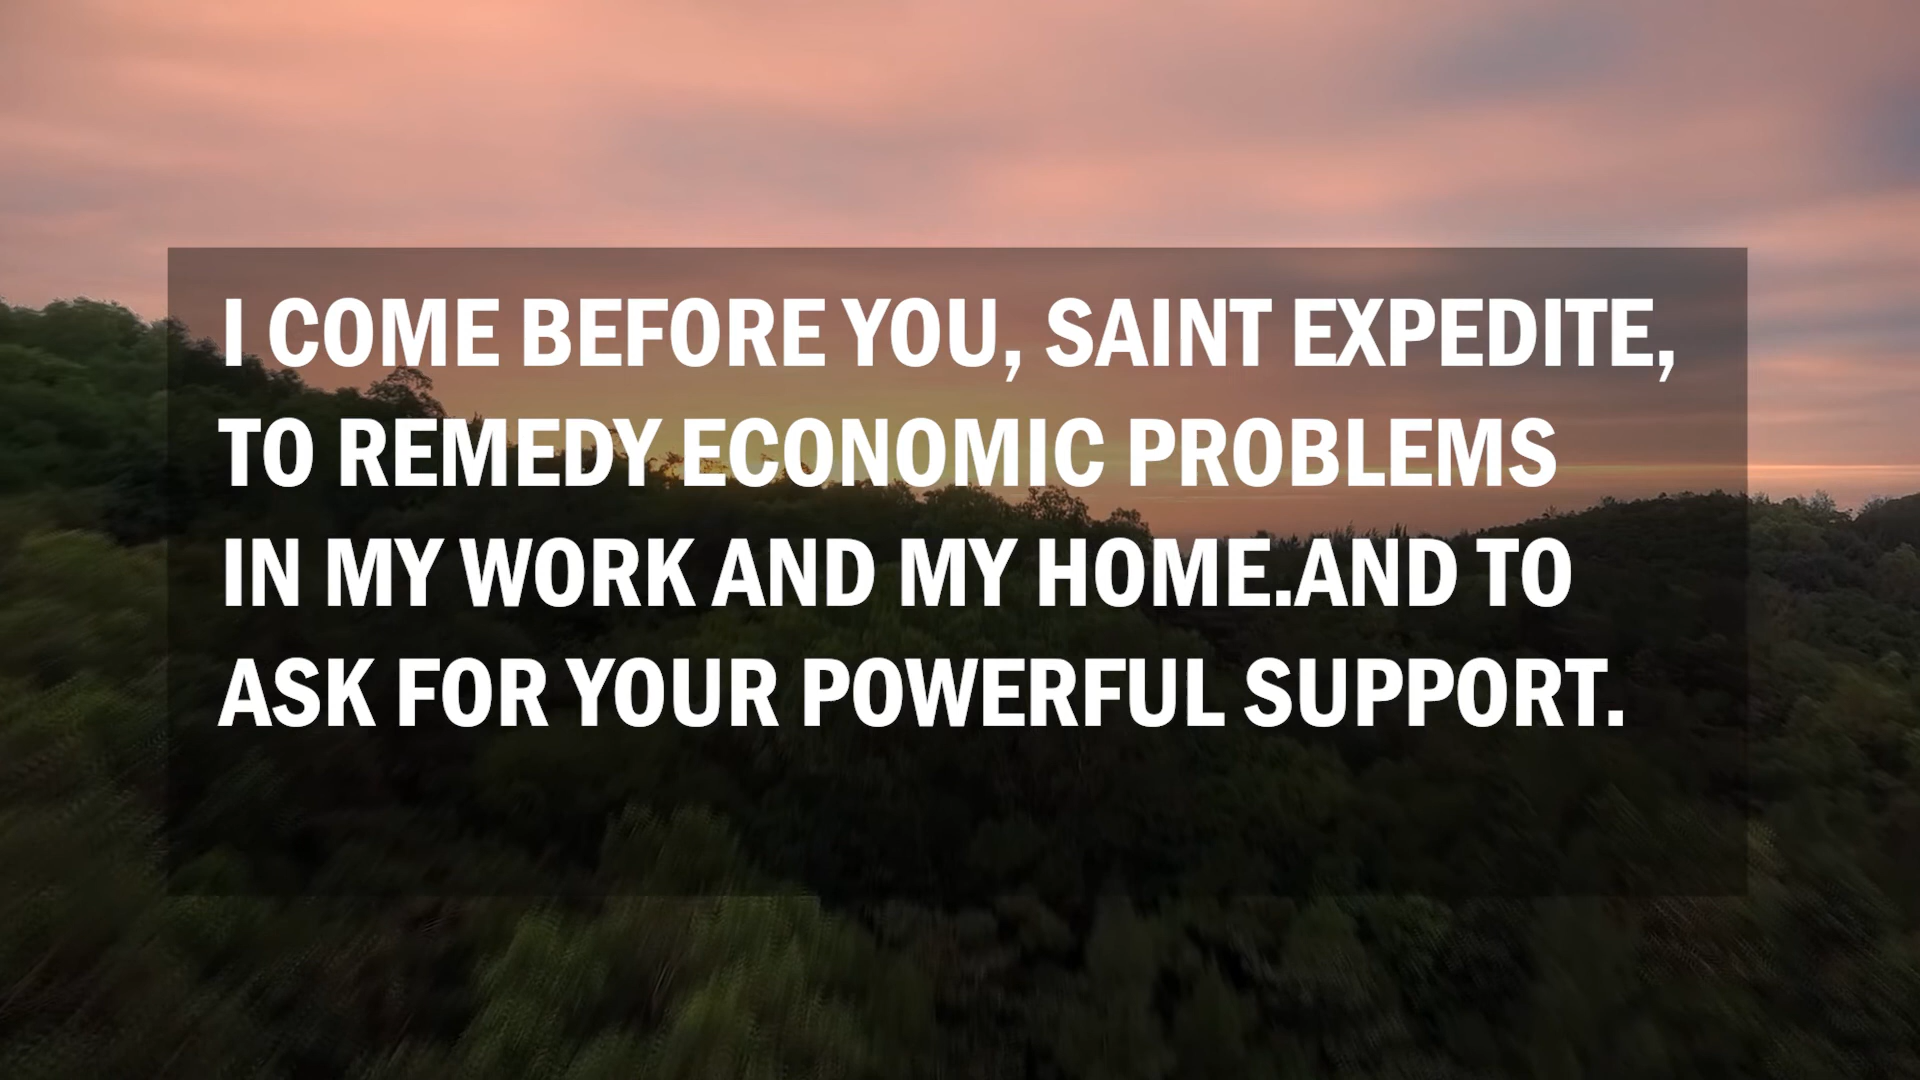 I COME BEFORE YOU, SAINT EXPEDITE,
TO REMEDY ECONOMIC PROBLEMS
IN MY WORK AND MY HOME.AND TO
ASK FOR YOUR POWERFUL SUPPORT.